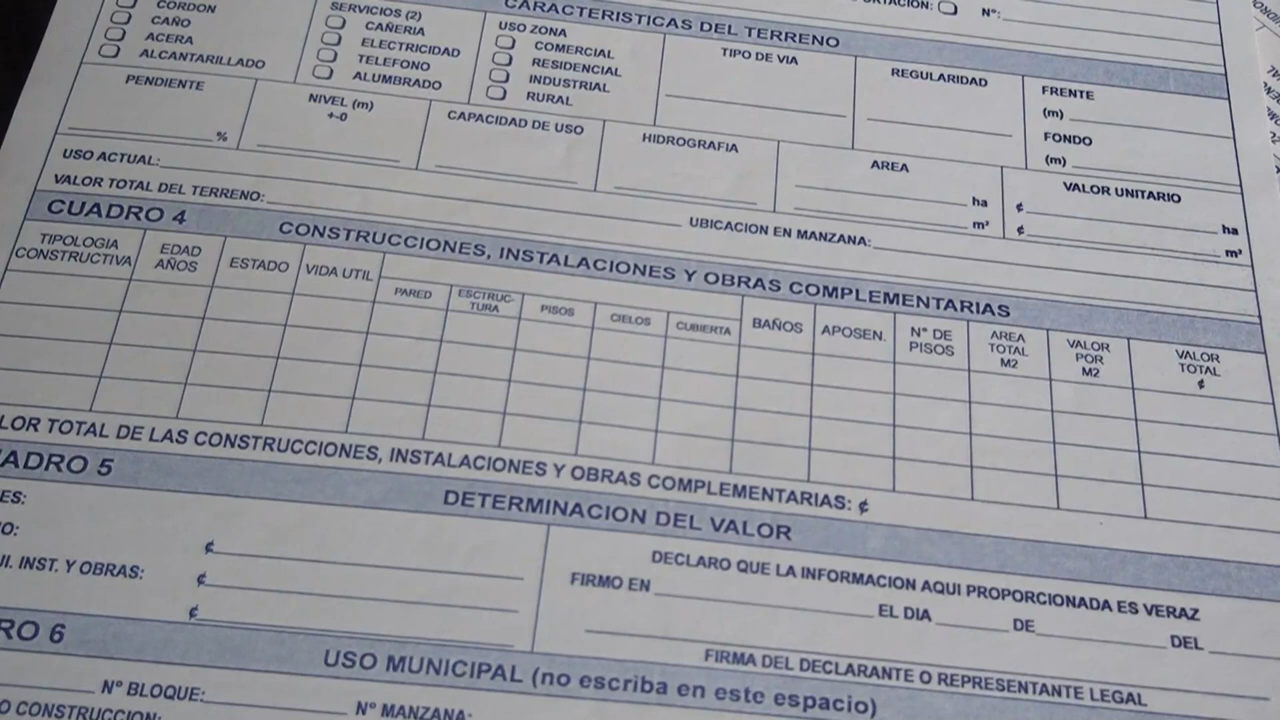 CORDON
CAÑO
ACERA
ALCANTARILLADO
SERVICIOS (2)
CAÑERIA
ELECTRICIDAD
TELEFONO
ALUMBRADO
CARACTERISTICAS DEL TERRENO
N°:
USO ZONA
COMERCIAL
RESIDENCIAL
INDUSTRIAL
RURAL
TIPO DE VIA
REGULARIDAD
FRENTE
(m)
FONDO
(m)
PENDIENTE
%
NIVEL (m)
+-0
CAPACIDAD DE USO
HIDROGRAFIA
AREA
ha
m²
VALOR UNITARIO
¢ ha
¢ m²
USO ACTUAL:
VALOR TOTAL DEL TERRENO: UBICACION EN MANZANA:
CUADRO 4 CONSTRUCCIONES, INSTALACIONES Y OBRAS COMPLEMENTARIAS
TIPOLOGIA
CONSTRUCTIVA
EDAD
AÑOS
ESTADO
VIDA UTIL
PARED
ESCTRUC-
TURA
PISOS
CIELOS
CUBIERTA
BAÑOS
APOSEN.
N° DE
PISOS
AREA
TOTAL
M2
VALOR
POR
M2
VALOR
TOTAL
¢
LOR TOTAL DE LAS CONSTRUCCIONES, INSTALACIONES Y OBRAS COMPLEMENTARIAS: ¢
ADRO 5 DETERMINACION DEL VALOR
ES:
O: ¢
I. INST. Y OBRAS: ¢
¢
DECLARO QUE LA INFORMACION AQUI PROPORCIONADA ES VERAZ
FIRMO EN EL DIA DE DEL
FIRMA DEL DECLARANTE O REPRESENTANTE LEGAL
RO 6 USO MUNICIPAL (no escriba en este espacio)
N° BLOQUE: N° MANZANA:
O CONSTRUCCION: